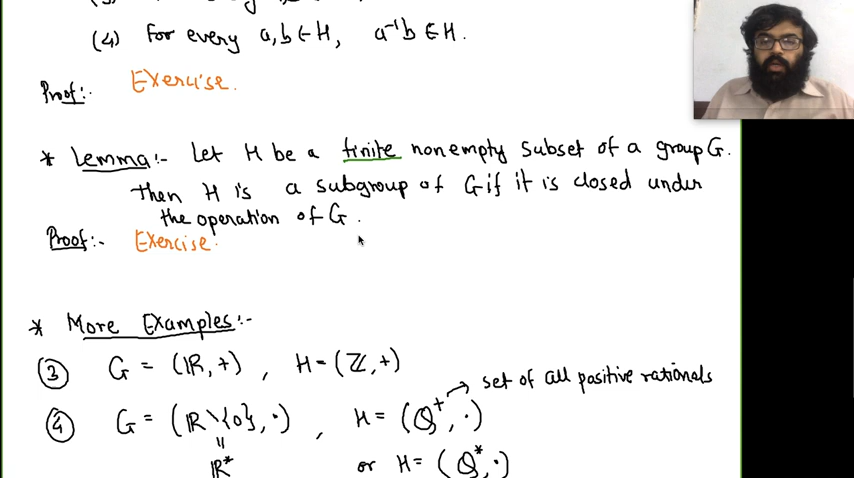 (4) For every a, b ∈ H, a⁻¹b ∈ H.
Proof:- Exercise.
* Lemma:- Let H be a finite nonempty subset of a group G.
Then H is a subgroup of G if it is closed under
the operation of G.
Proof:- Exercise.
* More Examples:-
③ G = (ℝ, +) , H = (ℤ, +)
→ set of all positive rationals
④ G = (ℝ \ {0}, ·) , H = (ℚ⁺, ·)
ℝ* or H = (ℚ*, ·)